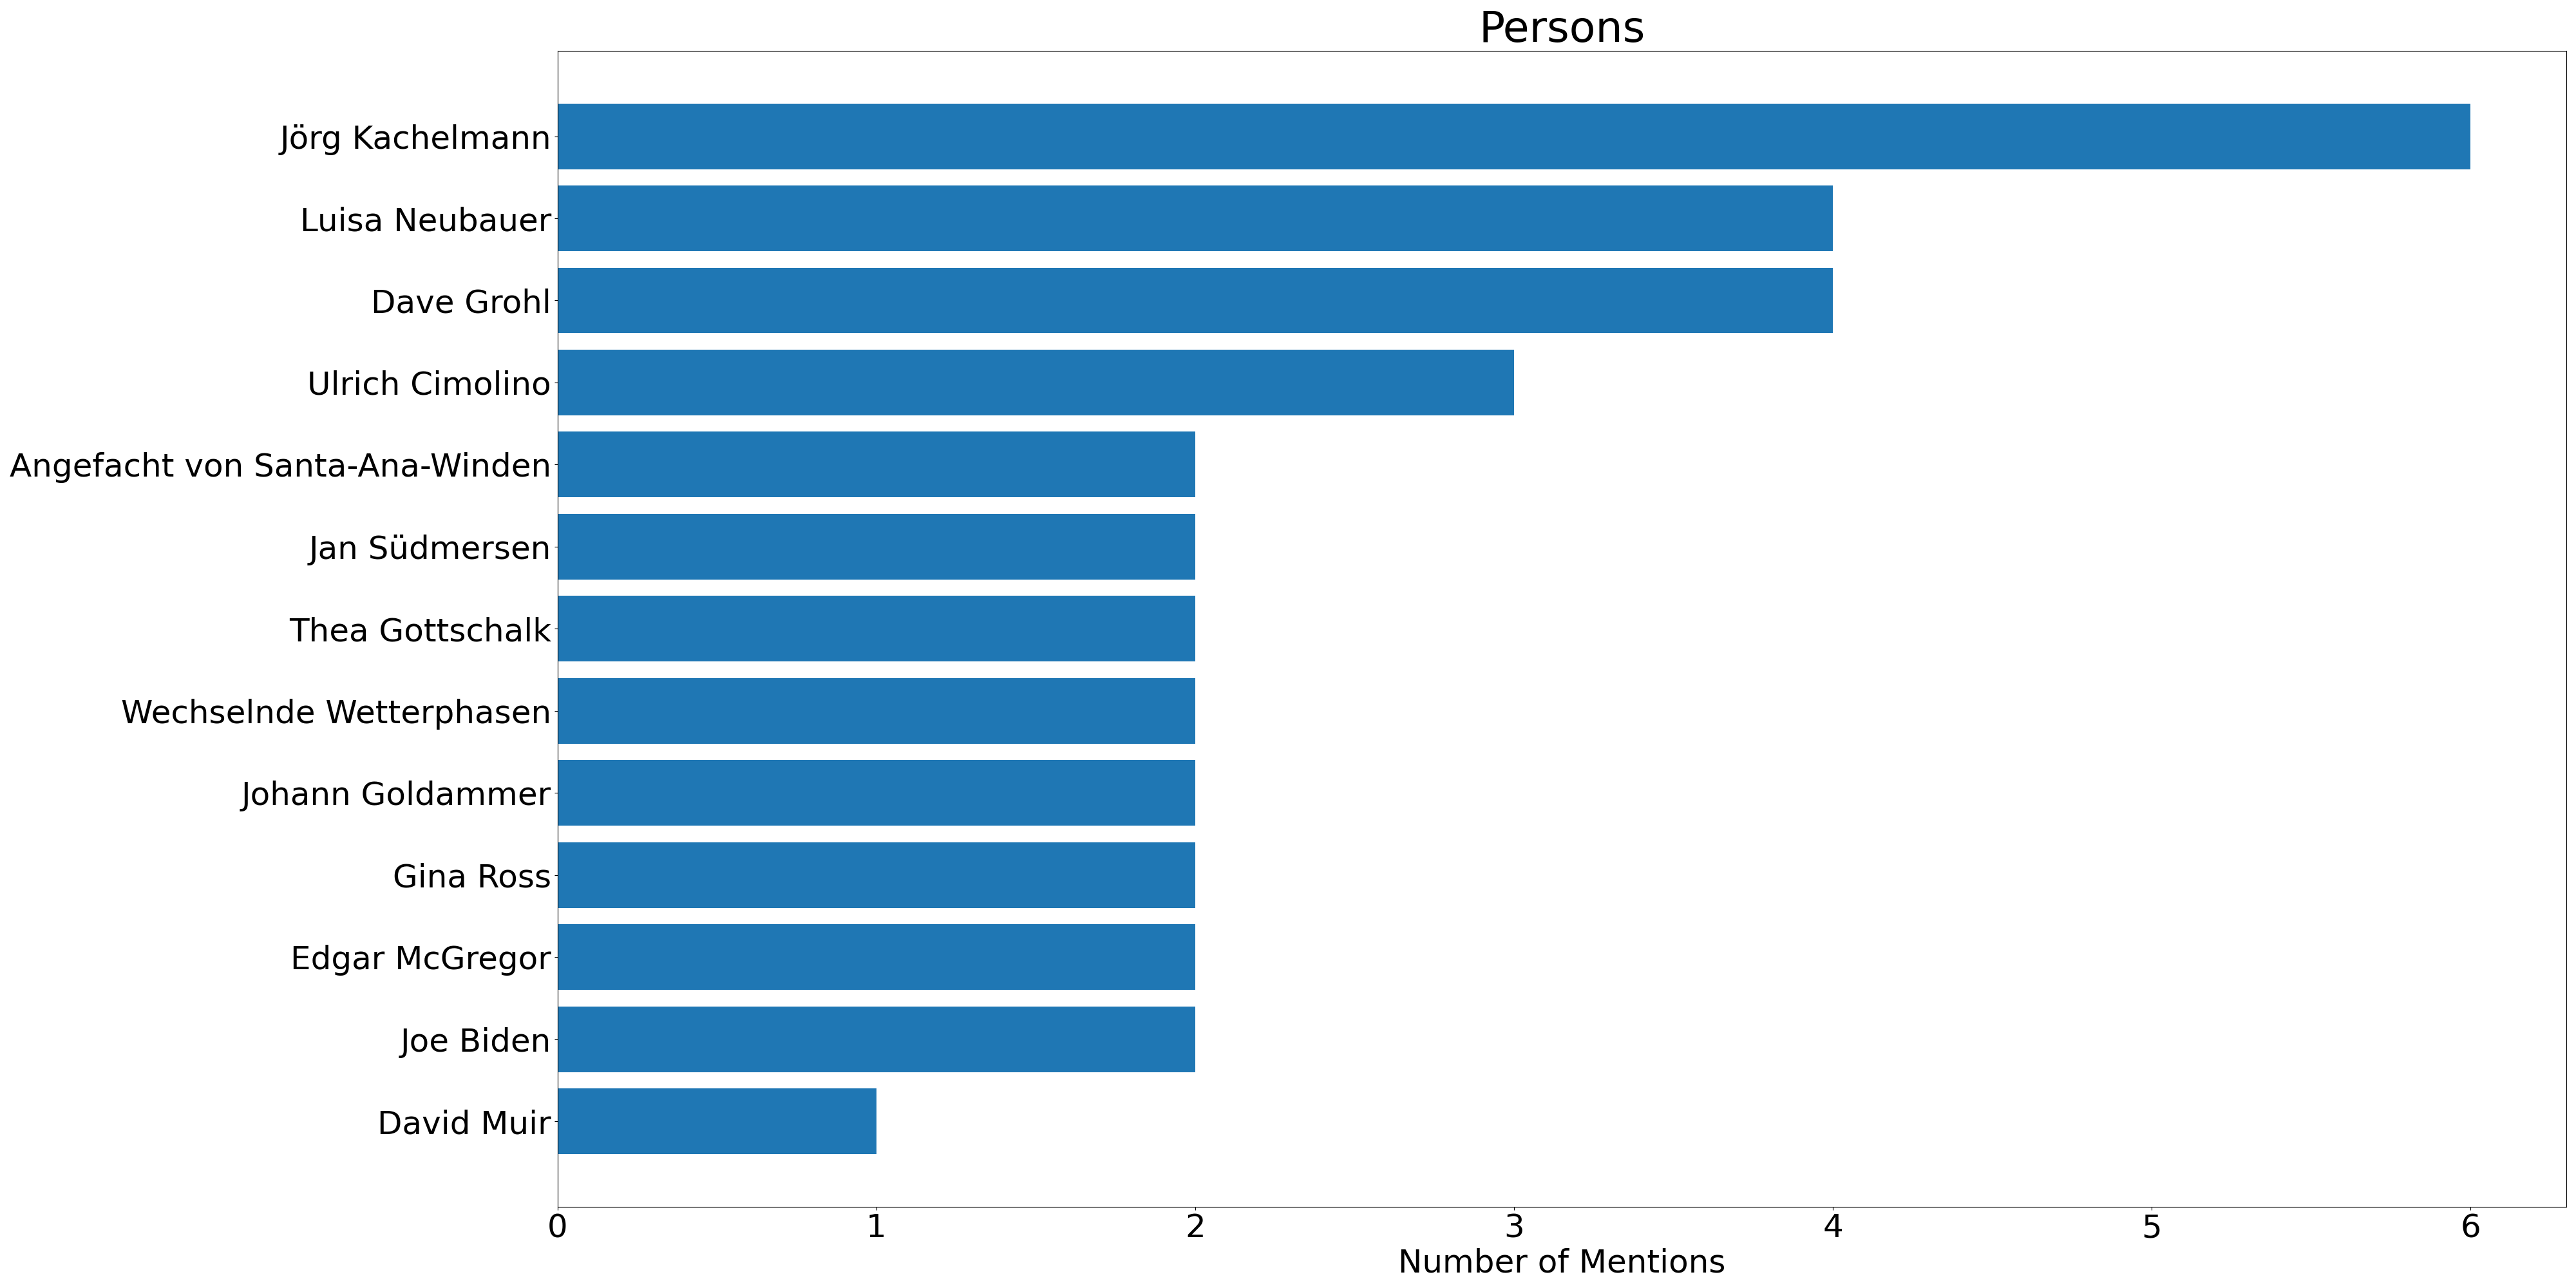 Persons
Jörg Kachelmann
Luisa Neubauer
Dave Grohl
Ulrich Cimolino
Angefacht von Santa-Ana-Winden
Jan Südmersen
Thea Gottschalk
Wechselnde Wetterphasen
Johann Goldammer
Gina Ross
Edgar McGregor
Joe Biden
David Muir
0 1 2 3 4 5 6
Number of Mentions